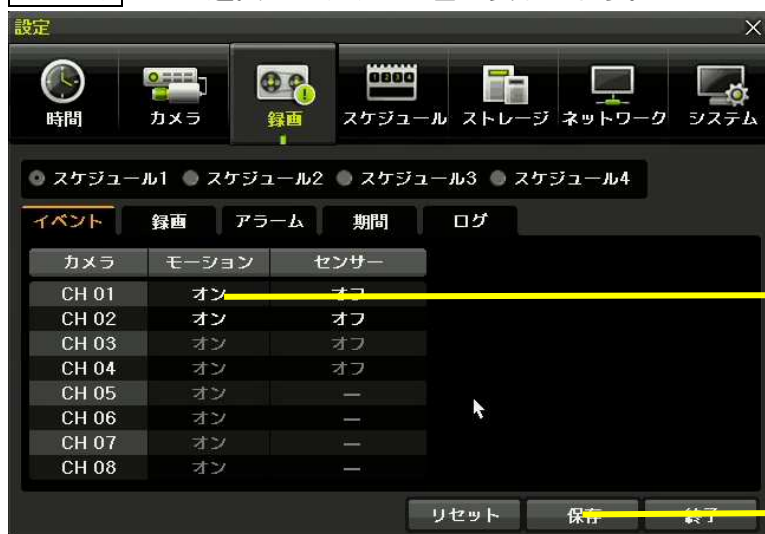 設定
時間 カメラ 録画 スケジュール ストレージ ネットワーク システム
スケジュール1 スケジュール2 スケジュール3 スケジュール4
イベント 録画 アラーム 期間 ログ
カメラ モーション センサー
CH 01 オン オフ
CH 02 オン オフ
CH 03 オン オフ
CH 04 オン オフ
CH 05 オン —
CH 06 オン —
CH 07 オン —
CH 08 オン —
リセット 保存 終了